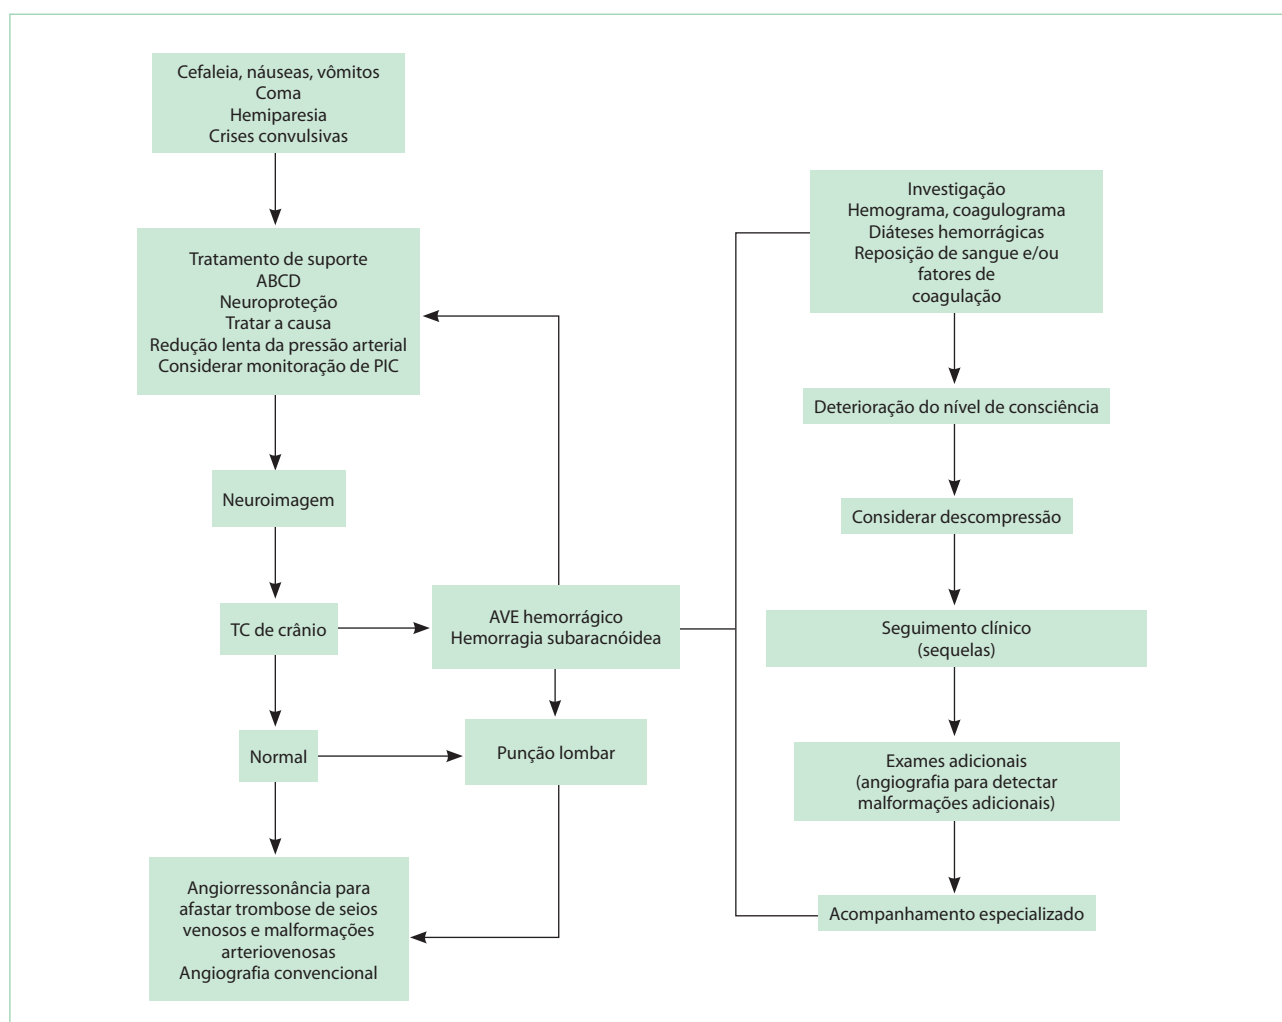 Cefaleia, náuseas, vômitos
Coma
Hemiparesia
Crises convulsivas
Tratamento de suporte
ABCD
Neuroproteção
Tratar a causa
Redução lenta da pressão arterial
Considerar monitoração de PIC
Neuroimagem
TC de crânio
AVE hemorrágico
Hemorragia subaracnóidea
Normal
Punção lombar
Angiorressonância para
afastar trombose de seios
venosos e malformações
arteriovenosas
Angiografia convencional
Investigação
Hemograma, coagulograma
Diáteses hemorrágicas
Reposição de sangue e/ou
fatores de
coagulação
Deterioração do nível de consciência
Considerar descompressão
Seguimento clínico
(sequelas)
Exames adicionais
(angiografia para detectar
malformações adicionais)
Acompanhamento especializado